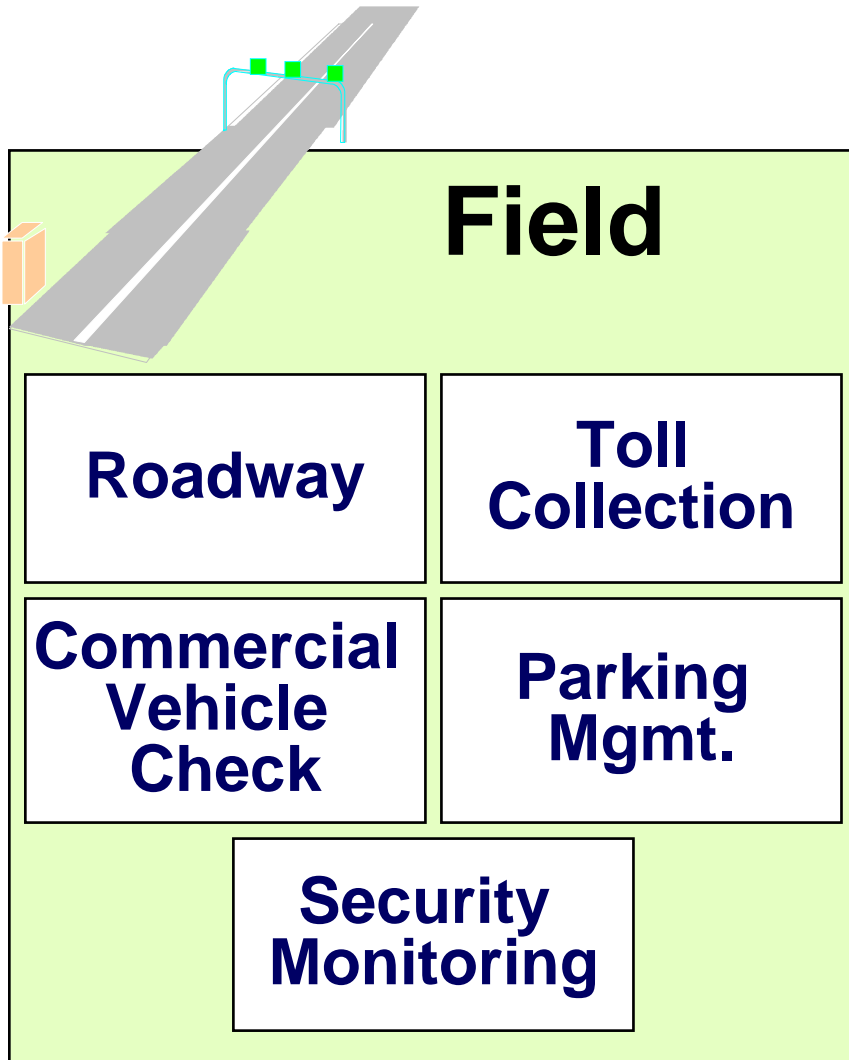 Field
Roadway
Toll
Collection
Commercial
Vehicle
Check
Parking
Mgmt.
Security
Monitoring